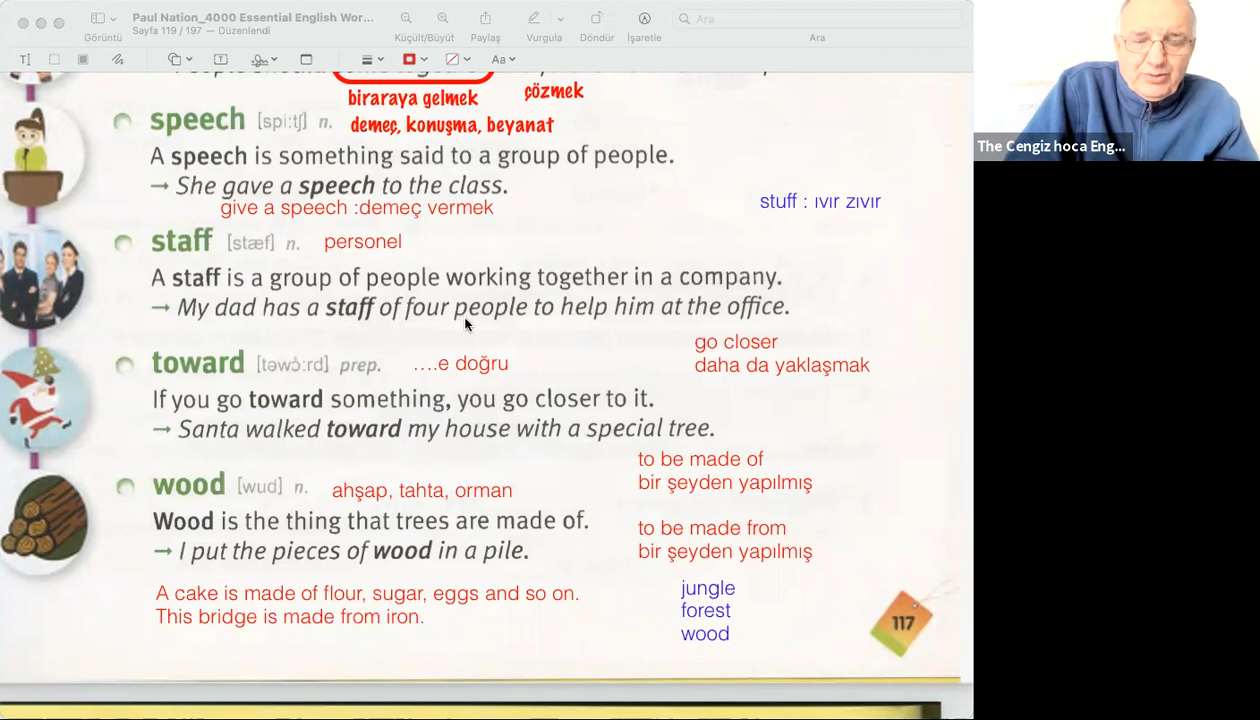 Paul Nation_4000 Essential English Wor...
Sayfa 119 / 197 — Düzenlendi
Görüntü
Küçült/Büyüt
Paylaş
Vurgula
Döndür
İşaretle
Ara
Ara
Aa
biraraya gelmek
çözmek
speech [spi:tʃ] n.
demeç, konuşma, beyanat
A speech is something said to a group of people.
→ She gave a speech to the class.
give a speech :demeç vermek
stuff : ıvır zıvır
staff [stæf] n.
personel
A staff is a group of people working together in a company.
→ My dad has a staff of four people to help him at the office.
go closer
daha da yaklaşmak
toward [təwɔ́:rd] prep.
....e doğru
If you go toward something, you go closer to it.
→ Santa walked toward my house with a special tree.
to be made of
bir şeyden yapılmış
wood [wud] n.
ahşap, tahta, orman
Wood is the thing that trees are made of.
to be made from
bir şeyden yapılmış
→ I put the pieces of wood in a pile.
A cake is made of flour, sugar, eggs and so on.
This bridge is made from iron.
jungle
forest
wood
117
The Cengiz hoca Eng...